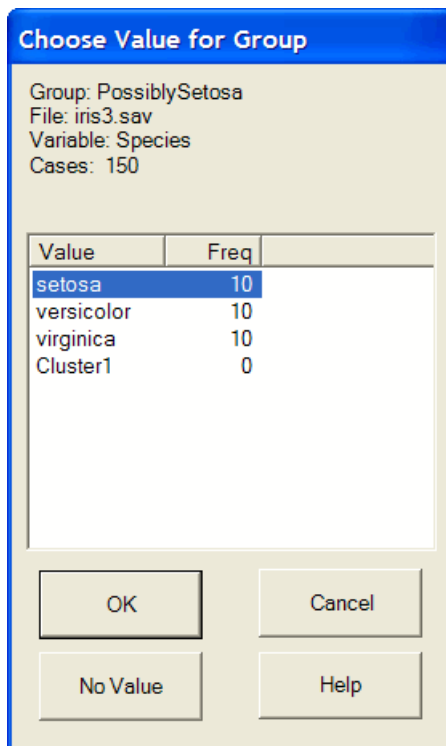 Choose Value for Group
Group: PossiblySetosa
File: iris3.sav
Variable: Species
Cases: 150
Value Freq
setosa 10
versicolor 10
virginica 10
Cluster1 0
OK Cancel
No Value Help